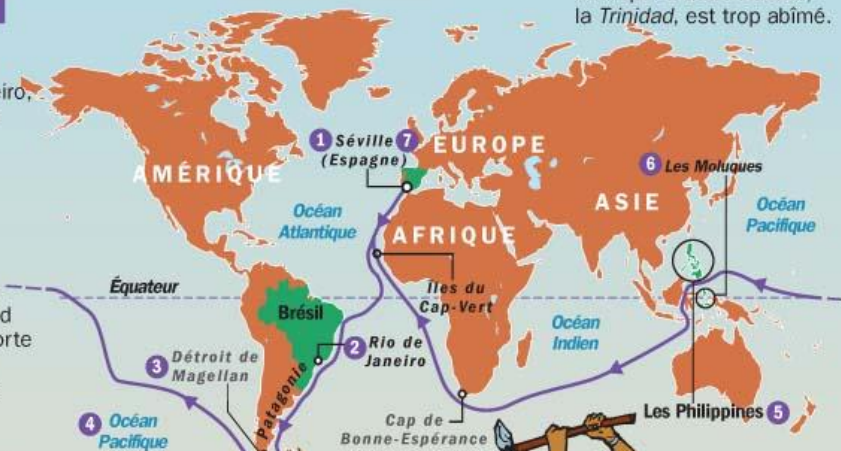 la Trinidad, est trop abîmé.
eiro,
1 Séville 7
(Espagne)
EUROPE
AMÉRIQUE
6 Les Moluques
ASIE
Océan
Pacifique
Océan
Atlantique
AFRIQUE
Équateur
Îles du
Cap-Vert
Brésil
Océan
Indien
d
orte
2 Rio de
Janeiro
3 Détroit de
Magellan
Patagonie
4 Océan
Pacifique
Cap de
Bonne-Espérance
Les Philippines 5